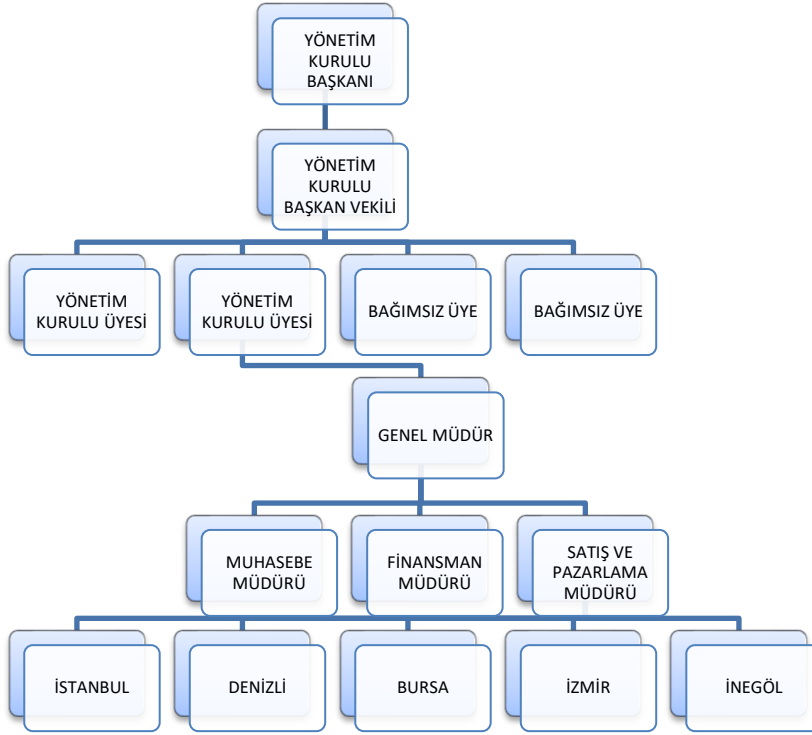 YÖNETİM
KURULU
BAŞKANI
YÖNETİM
KURULU
BAŞKAN VEKİLİ
YÖNETİM
KURULU ÜYESİ
YÖNETİM
KURULU ÜYESİ
BAĞIMSIZ ÜYE
BAĞIMSIZ ÜYE
GENEL MÜDÜR
MUHASEBE
MÜDÜRÜ
FİNANSMAN
MÜDÜRÜ
SATIŞ VE
PAZARLAMA
MÜDÜRÜ
İSTANBUL
DENİZLİ
BURSA
İZMİR
İNEGÖL